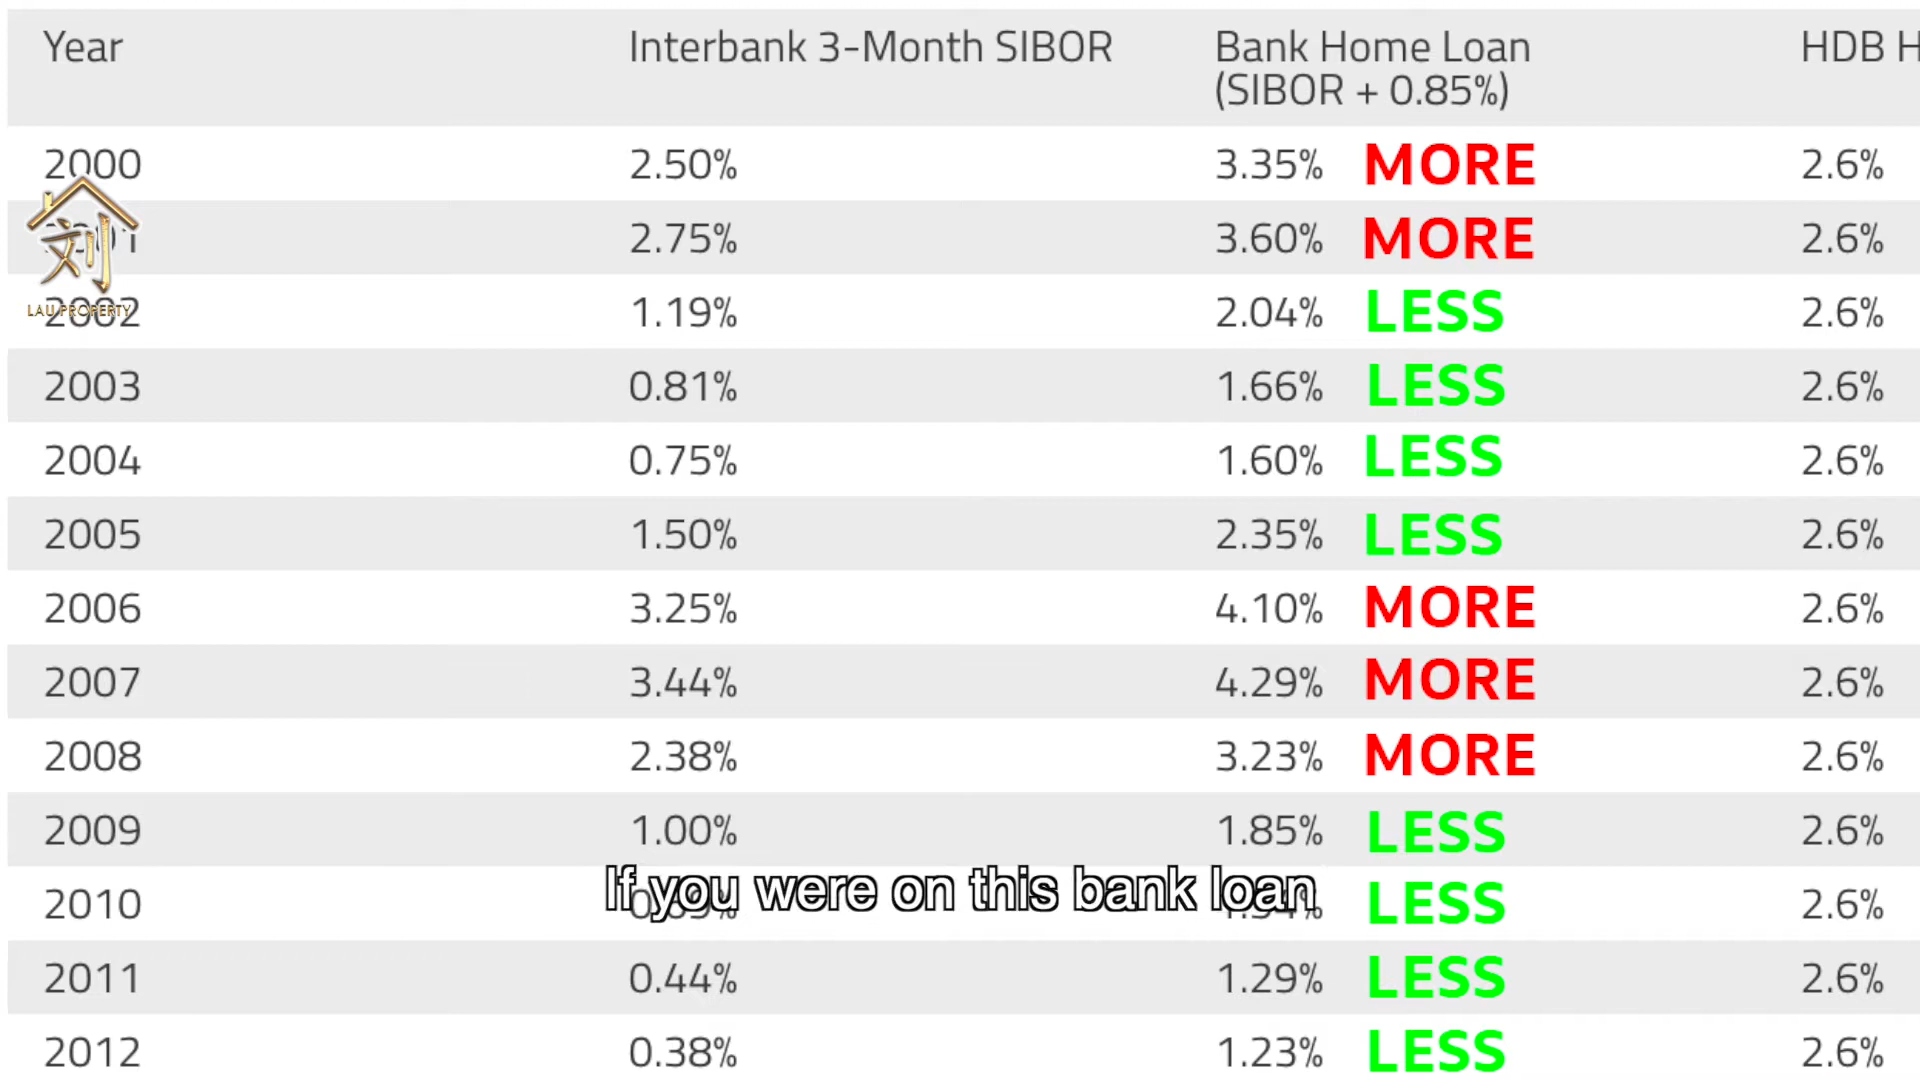 Year Interbank 3-Month SIBOR Bank Home Loan HDB H
(SIBOR + 0.85%)
2000 2.50% 3.35% MORE 2.6%
刘
2.75% 3.60% MORE 2.6%
LAU PROPERTY
2002 1.19% 2.04% LESS 2.6%
2003 0.81% 1.66% LESS 2.6%
2004 0.75% 1.60% LESS 2.6%
2005 1.50% 2.35% LESS 2.6%
2006 3.25% 4.10% MORE 2.6%
2007 3.44% 4.29% MORE 2.6%
2008 2.38% 3.23% MORE 2.6%
2009 1.00% 1.85% LESS 2.6%
If you were on this bank loan
2010 LESS 2.6%
2011 0.44% 1.29% LESS 2.6%
2012 0.38% 1.23% LESS 2.6%